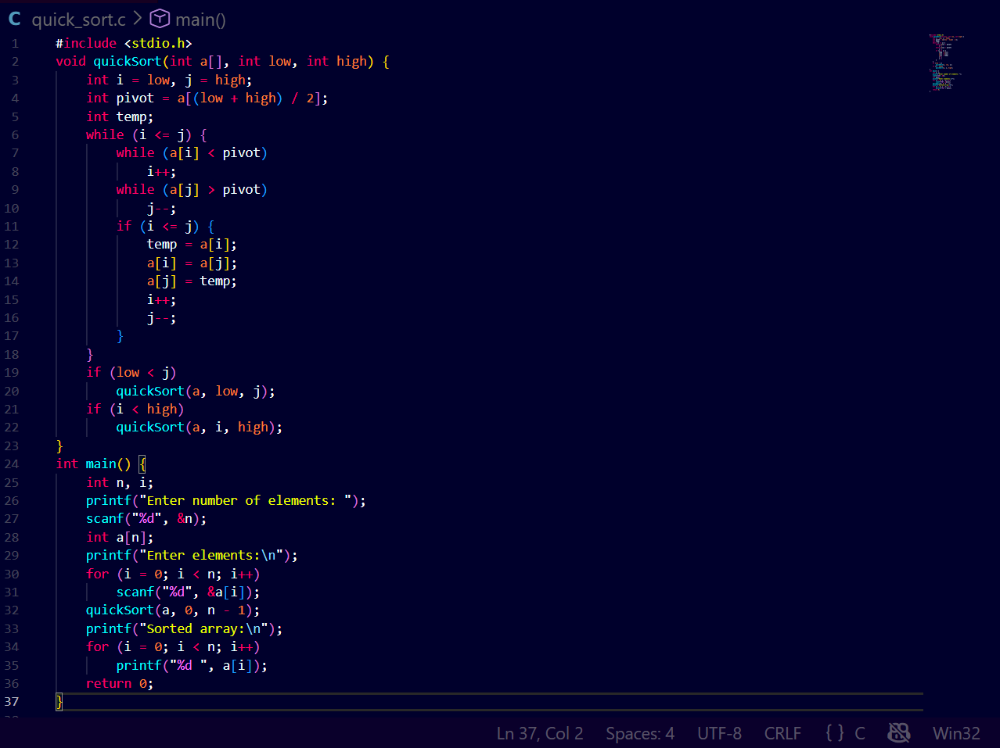 C quick_sort.c > main()
1 #include <stdio.h>
2 void quickSort(int a[], int low, int high) {
3     int i = low, j = high;
4     int pivot = a[(low + high) / 2];
5     int temp;
6     while (i <= j) {
7         while (a[i] < pivot)
8             i++;
9         while (a[j] > pivot)
10             j--;
11         if (i <= j) {
12             temp = a[i];
13             a[i] = a[j];
14             a[j] = temp;
15             i++;
16             j--;
17         }
18     }
19     if (low < j)
20         quickSort(a, low, j);
21     if (i < high)
22         quickSort(a, i, high);
23 }
24 int main() {
25     int n, i;
26     printf("Enter number of elements: ");
27     scanf("%d", &n);
28     int a[n];
29     printf("Enter elements:\n");
30     for (i = 0; i < n; i++)
31         scanf("%d", &a[i]);
32     quickSort(a, 0, n - 1);
33     printf("Sorted array:\n");
34     for (i = 0; i < n; i++)
35         printf("%d ", a[i]);
36     return 0;
37 }
Ln 37, Col 2 Spaces: 4 UTF-8 CRLF {} C Win32